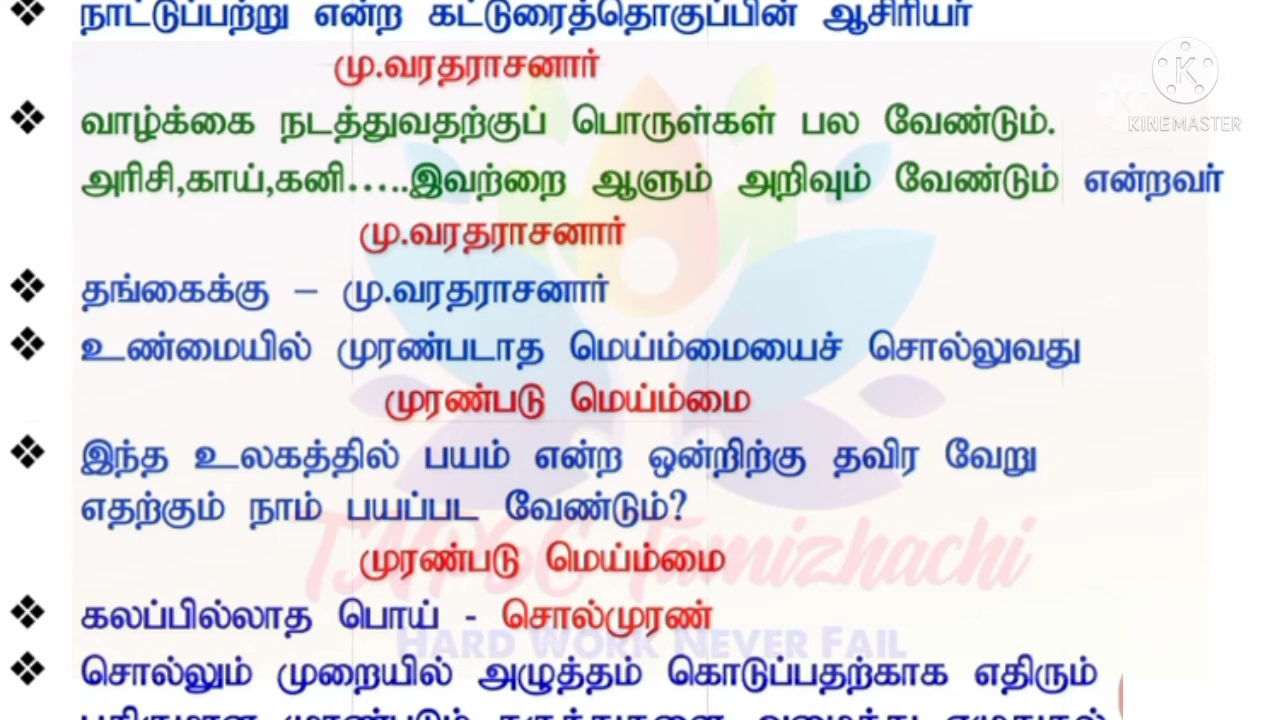 ❖ நாட்டுப்பற்று என்ற கட்டுரைத்தொகுப்பின் ஆசிரியர்
மு.வரதராசனார்
❖ வாழ்க்கை நடத்துவதற்குப் பொருள்கள் பல வேண்டும்.
அரிசி,காய்,கனி.....இவற்றை ஆளும் அறிவும் வேண்டும் என்றவர்
மு.வரதராசனார்
❖ தங்கைக்கு – மு.வரதராசனார்
❖ உண்மையில் முரண்படாத மெய்ம்மையைச் சொல்லுவது
முரண்படு மெய்ம்மை
❖ இந்த உலகத்தில் பயம் என்ற ஒன்றிற்கு தவிர வேறு
எதற்கும் நாம் பயப்பட வேண்டும்?
முரண்படு மெய்ம்மை
❖ கலப்பில்லாத பொய் - சொல்முரண்
❖ சொல்லும் முறையில் அழுத்தம் கொடுப்பதற்காக எதிரும்
KINEMASTER
TNPSC Tamizhachi
HARD WORK NEVER FAIL